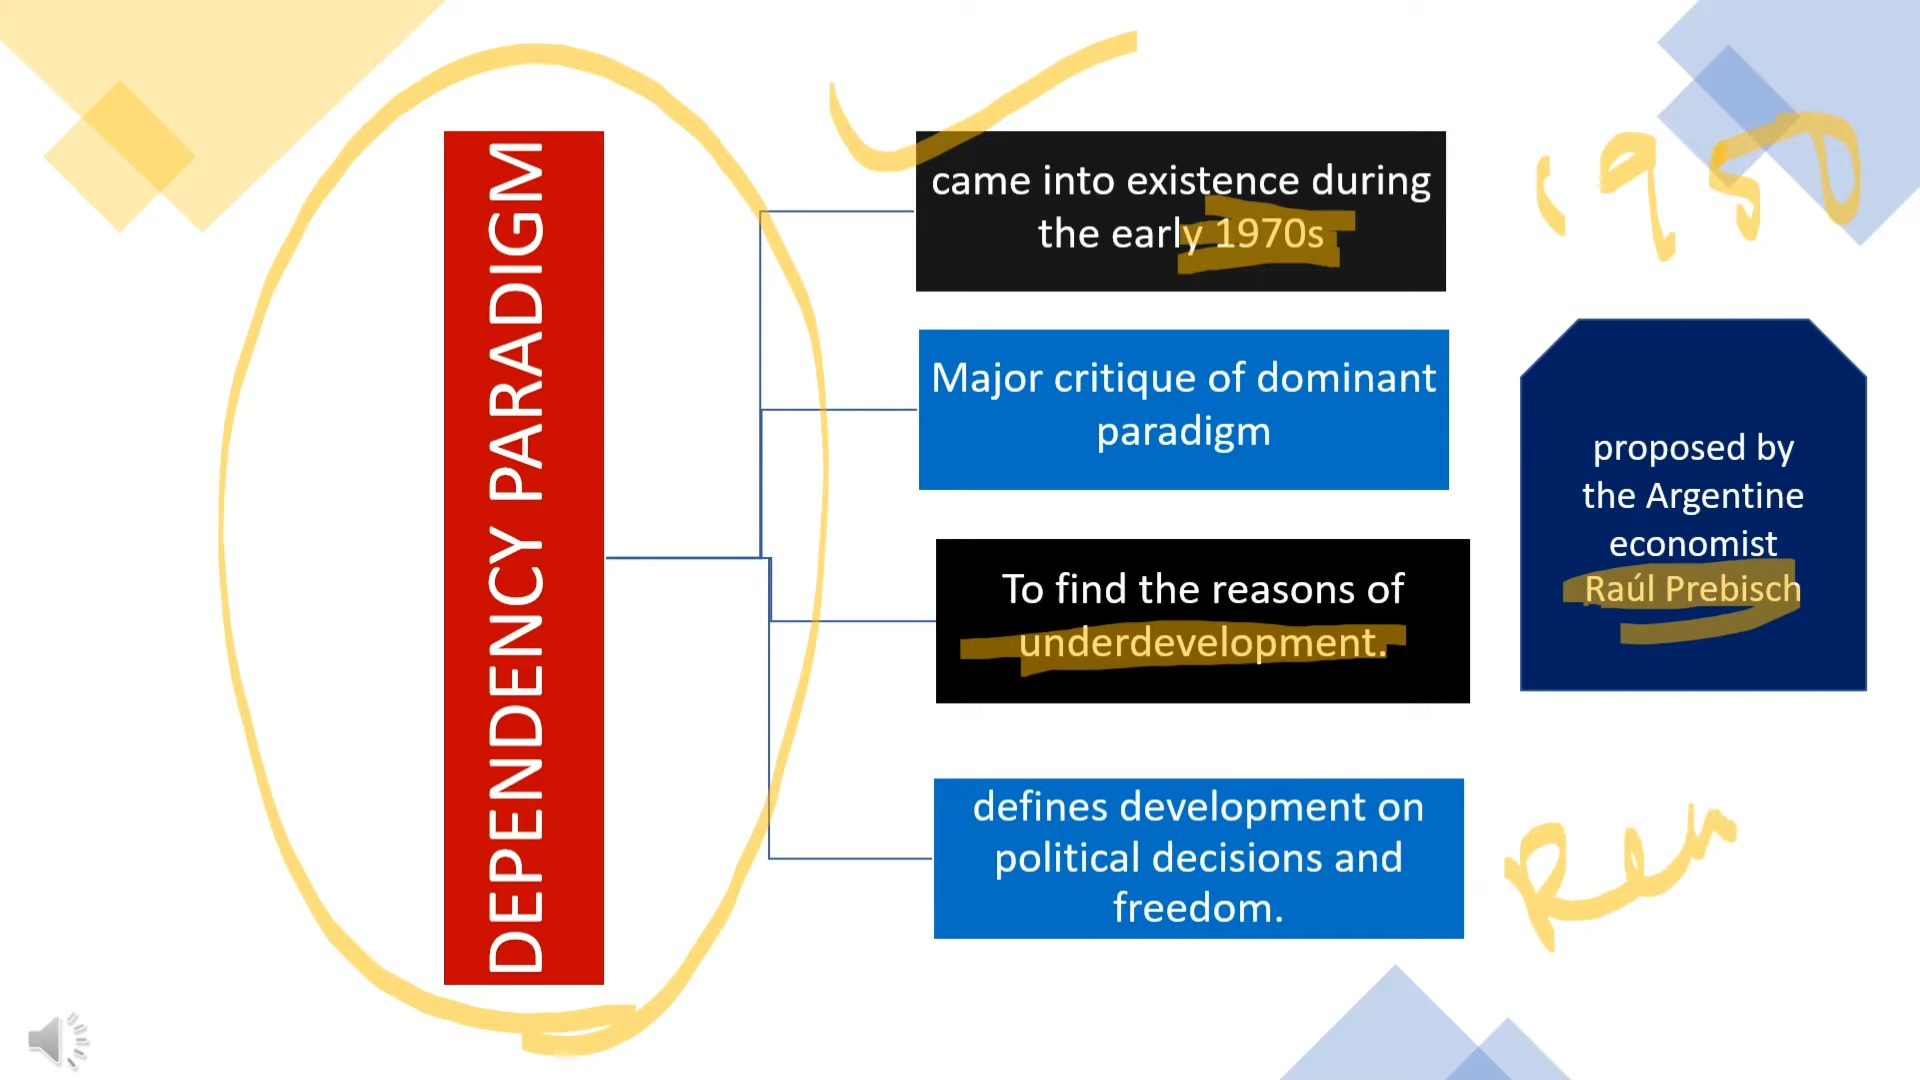 DEPENDENCY PARADIGM
came into existence during
the early 1970s
1950
Major critique of dominant
paradigm
proposed by
the Argentine
economist
Raúl Prebisch
To find the reasons of
underdevelopment.
defines development on
political decisions and
freedom.